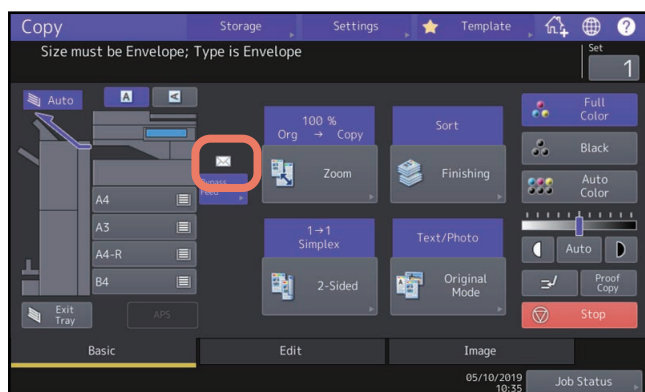 Copy
Storage
Settings
Template
?
Size must be Envelope; Type is Envelope
Set
1
Auto
A
A
100 %
Org → Copy
Sort
Full
Color
Black
Zoom
Finishing
Bypass
Feed
Auto
Color
A4
A3
A4-R
B4
1→1
Simplex
Text/Photo
Auto
2-Sided
Original
Mode
Proof
Copy
Exit
Tray
APS
Stop
Basic
Edit
Image
05/10/2019
10:35
Job Status